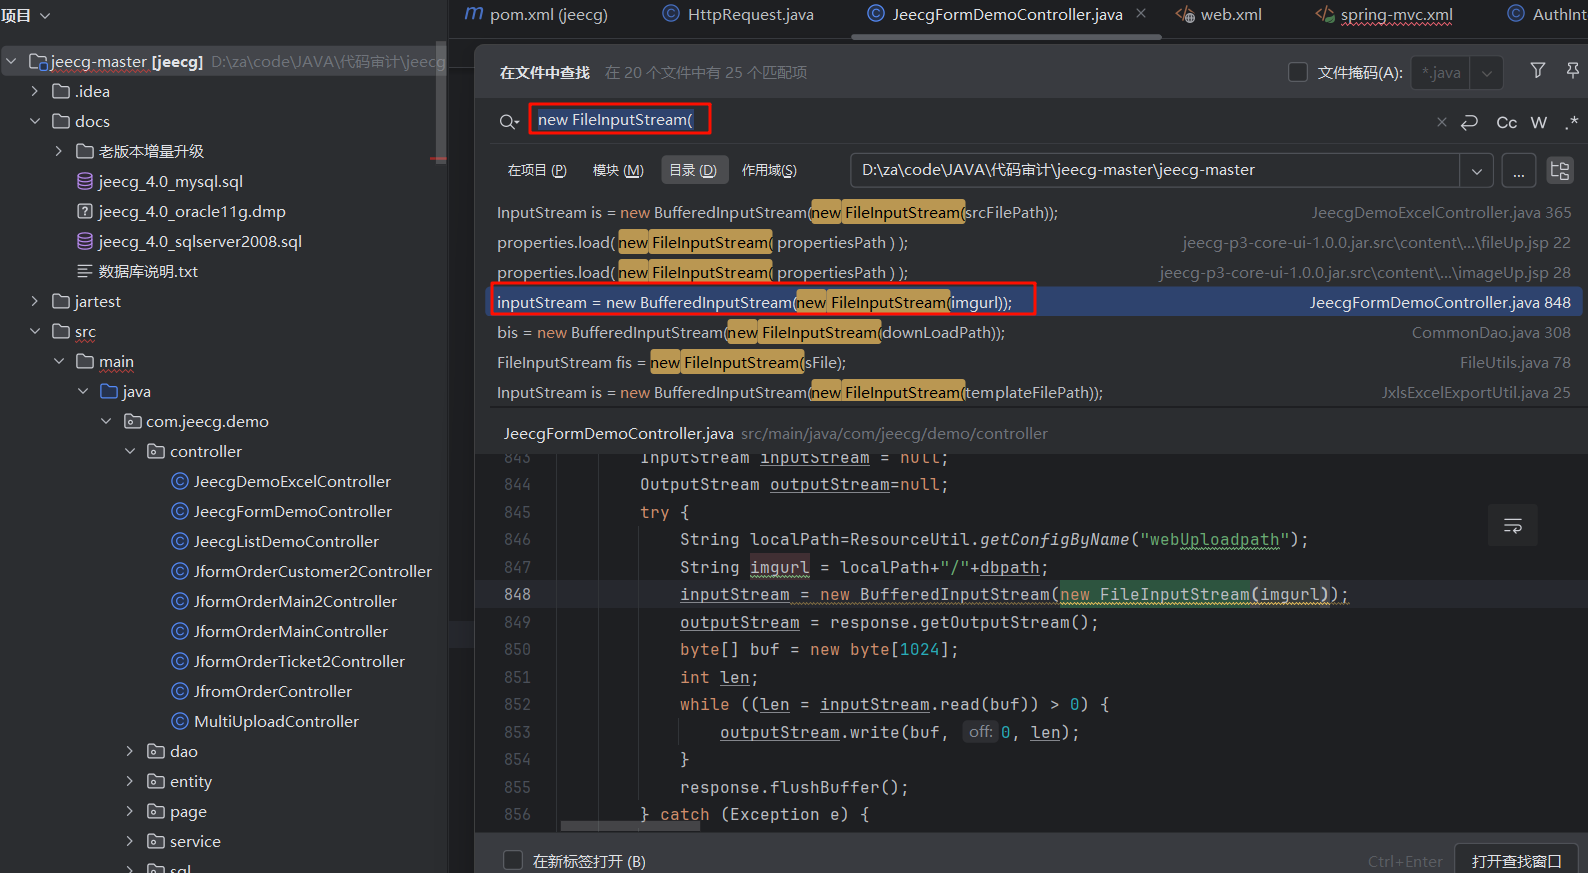 项目
jeecg-master [jeecg] D:\za\code\JAVA\代码审计\jeecg
.idea
docs
老版本增量升级
jeecg_4.0_mysql.sql
jeecg_4.0_oracle11g.dmp
jeecg_4.0_sqlserver2008.sql
数据库说明.txt
jartest
src
main
java
com.jeecg.demo
controller
JeecgDemoExcelController
JeecgFormDemoController
JeecgListDemoController
JformOrderCustomer2Controller
JformOrderMain2Controller
JformOrderMainController
JformOrderTicket2Controller
JfromOrderController
MultiUploadController
dao
entity
page
service
sql
pom.xml (jeecg) HttpRequest.java JeecgFormDemoController.java web.xml spring-mvc.xml AuthInt
在文件中查找 在 20 个文件中有 25 个匹配项 文件掩码(A): *.java
new FileInputStream( Cc W .*
在项目 (P) 模块 (M) 目录 (D) 作用域(S) D:\za\code\JAVA\代码审计\jeecg-master\jeecg-master ...
InputStream is = new BufferedInputStream(new FileInputStream(srcFilePath)); JeecgDemoExcelController.java 365
properties.load( new FileInputStream( propertiesPath ) ); jeecg-p3-core-ui-1.0.0.jar.src\content\...\fileUp.jsp 22
properties.load( new FileInputStream( propertiesPath ) ); jeecg-p3-core-ui-1.0.0.jar.src\content\...\imageUp.jsp 28
inputStream = new BufferedInputStream(new FileInputStream(imgurl)); JeecgFormDemoController.java 848
bis = new BufferedInputStream(new FileInputStream(downLoadPath)); CommonDao.java 308
FileInputStream fis = new FileInputStream(sFile); FileUtils.java 78
InputStream is = new BufferedInputStream(new FileInputStream(templateFilePath)); JxlsExcelExportUtil.java 25
JeecgFormDemoController.java src/main/java/com/jeecg/demo/controller
843 InputStream inputStream = null;
844 OutputStream outputStream=null;
845 try {
846 String localPath=ResourceUtil.getConfigByName("webUploadpath");
847 String imgurl = localPath+"/"+dbpath;
848 inputStream = new BufferedInputStream(new FileInputStream(imgurl));
849 outputStream = response.getOutputStream();
850 byte[] buf = new byte[1024];
851 int len;
852 while ((len = inputStream.read(buf)) > 0) {
853 outputStream.write(buf, off: 0, len);
854 }
855 response.flushBuffer();
856 } catch (Exception e) {
在新标签打开 (B) Ctrl+Enter 打开查找窗口